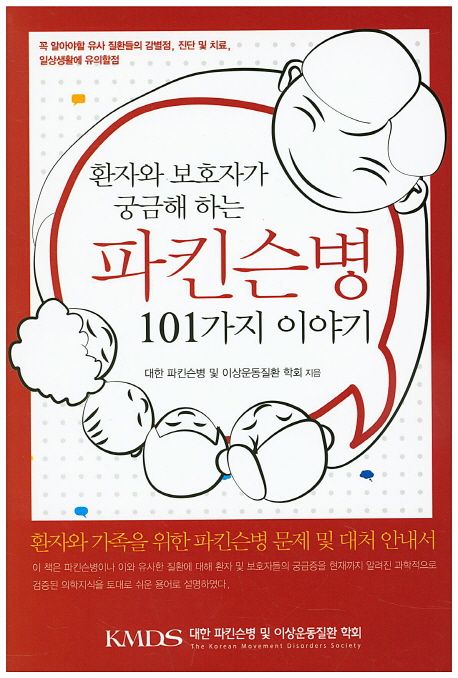 꼭 알아야할 유사 질환들의 감별점, 진단 및 치료,
일상생활에 유의할점
환자와 보호자가
궁금해 하는
파킨슨병
101가지 이야기
대한 파킨슨병 및 이상운동질환 학회 지음
환자와 가족을 위한 파킨슨병 문제 및 대처 안내서
이 책은 파킨슨병이나 이와 유사한 질환에 대해 환자 및 보호자들의 궁금증을 현재까지 알려진 과학적으로
검증된 의학지식을 토대로 쉬운 용어로 설명하였다.
KMDS 대한 파킨슨병 및 이상운동질환 학회
The Korean Movement Disorders Society